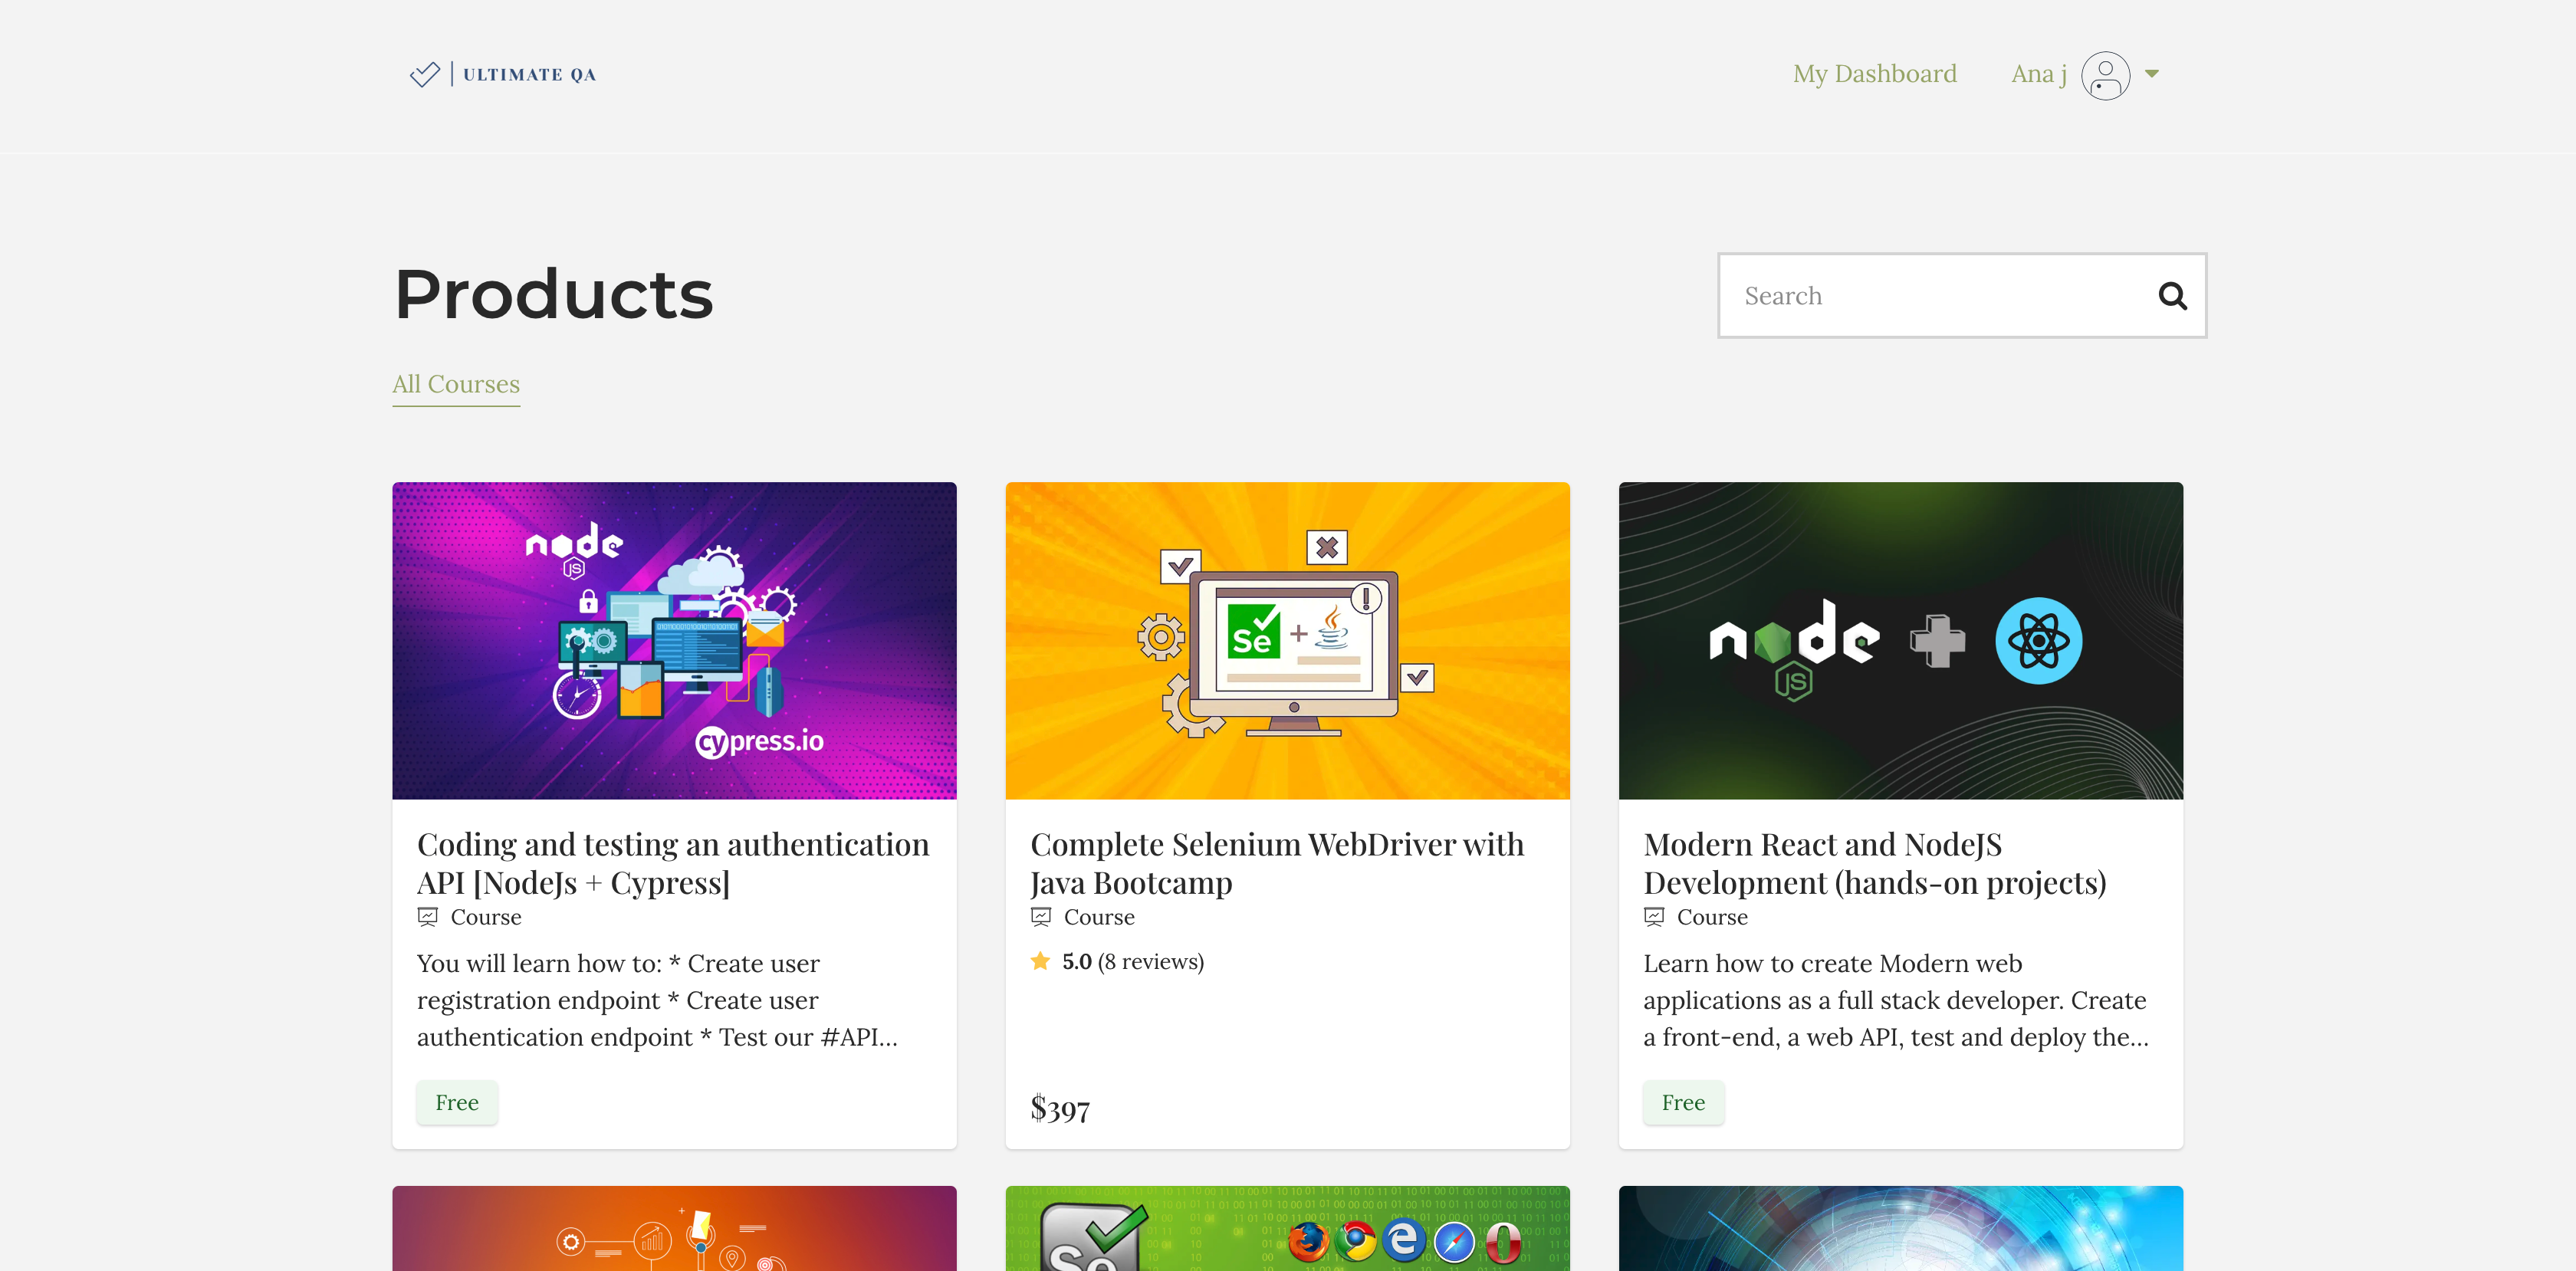 ULTIMATE QA
My Dashboard
Ana j
Products
Search
All Courses
node
JS
cypress.io
Se
node
JS
Coding and testing an authentication
API [NodeJs + Cypress]
Course
You will learn how to: * Create user
registration endpoint * Create user
authentication endpoint * Test our #API...
Free
Complete Selenium WebDriver with
Java Bootcamp
Course
5.0 (8 reviews)
$397
Modern React and NodeJS
Development (hands-on projects)
Course
Learn how to create Modern web
applications as a full stack developer. Create
a front-end, a web API, test and deploy the...
Free
Se